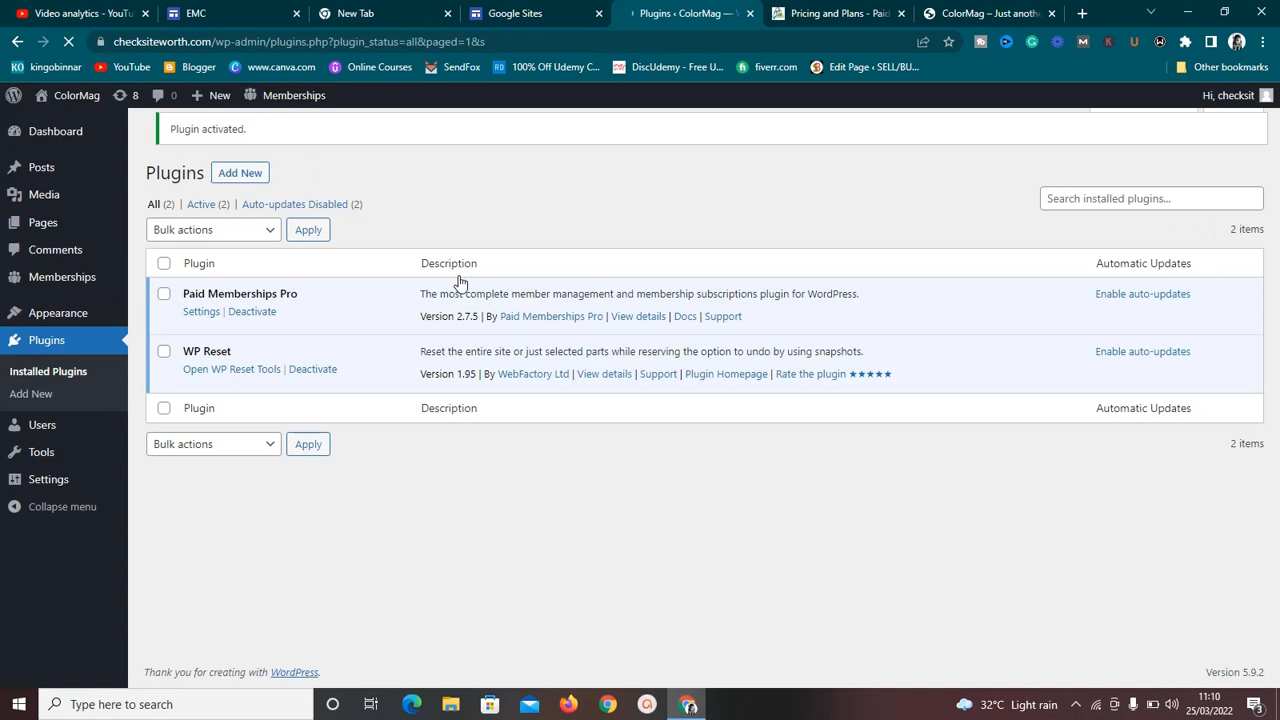 Video analytics - YouTu
EMC
New Tab
Google Sites
Plugins ‹ ColorMag — V
Pricing and Plans - Paid
ColorMag – Just anothe
checksiteworth.com/wp-admin/plugins.php?plugin_status=all&paged=1&s
kingobinnar
YouTube
Blogger
www.canva.com
Online Courses
SendFox
100% Off Udemy C...
DiscUdemy - Free U...
fiverr.com
Edit Page ‹ SELL/BU...
Other bookmarks
ColorMag
8
0
New
Memberships
Hi, checksit
Dashboard
Posts
Media
Pages
Comments
Memberships
Appearance
Plugins
Installed Plugins
Add New
Users
Tools
Settings
Collapse menu
Plugin activated.
Plugins
Add New
All (2) | Active (2) | Auto-updates Disabled (2)
Search installed plugins...
Bulk actions
Apply
2 items
Plugin
Description
Automatic Updates
Paid Memberships Pro
The most complete member management and membership subscriptions plugin for WordPress.
Enable auto-updates
Settings | Deactivate
Version 2.7.5 | By Paid Memberships Pro | View details | Docs | Support
WP Reset
Reset the entire site or just selected parts while reserving the option to undo by using snapshots.
Enable auto-updates
Open WP Reset Tools | Deactivate
Version 1.95 | By WebFactory Ltd | View details | Support | Plugin Homepage | Rate the plugin ★★★★★
Plugin
Description
Automatic Updates
Bulk actions
Apply
2 items
Thank you for creating with WordPress.
Version 5.9.2
Type here to search
32°C Light rain
11:10
25/03/2022